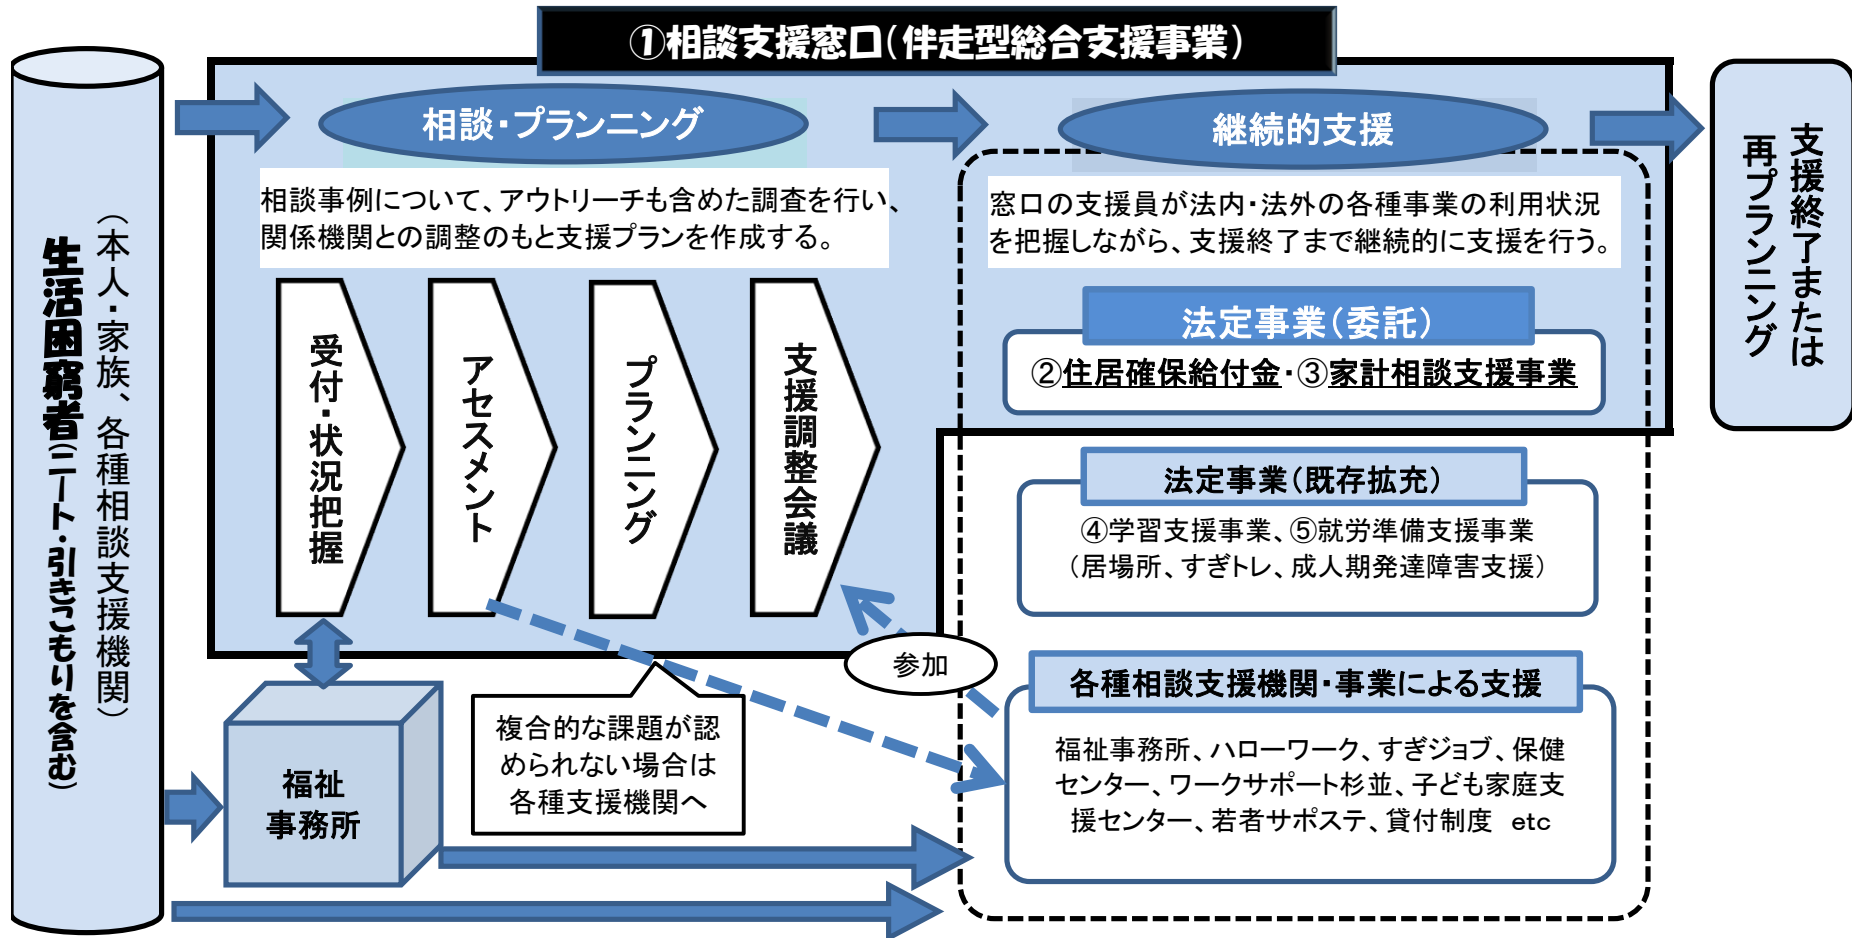 ①相談支援窓口(伴走型総合支援事業)
生活困窮者(ニート・引きこもりを含む)
(本人・家族、各種相談支援機関)
相談・プランニング
相談事例について、アウトリーチも含めた調査を行い、
関係機関との調整のもと支援プランを作成する。
受付・状況把握
アセスメント
プランニング
支援調整会議
継続的支援
窓口の支援員が法内・法外の各種事業の利用状況
を把握しながら、支援終了まで継続的に支援を行う。
法定事業(委託)
②住居確保給付金・③家計相談支援事業
法定事業(既存拡充)
④学習支援事業、⑤就労準備支援事業
(居場所、すぎトレ、成人期発達障害支援)
参加
各種相談支援機関・事業による支援
福祉事務所、ハローワーク、すぎジョブ、保健
センター、ワークサポート杉並、子ども家庭支
援センター、若者サポステ、貸付制度 etc
複合的な課題が認
められない場合は
各種支援機関へ
福祉
事務所
支援終了または
再プランニング